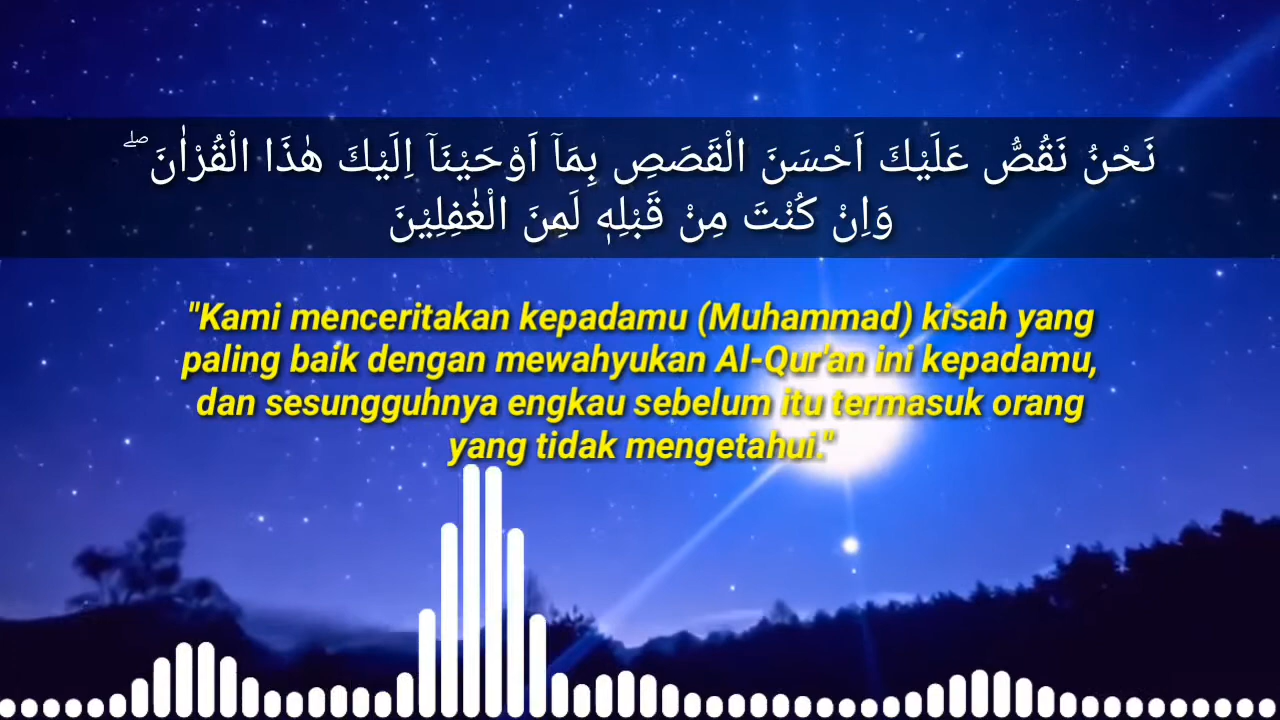 نَحْنُ نَقُصُّ عَلَيْكَ اَحْسَنَ الْقَصَصِ بِمَآ اَوْحَيْنَآ اِلَيْكَ هٰذَا الْقُرْاٰنَ ۖ
وَاِنْ كُنْتَ مِنْ قَبْلِهٖ لَمِنَ الْغٰفِلِيْنَ
"Kami menceritakan kepadamu (Muhammad) kisah yang
paling baik dengan mewahyukan Al-Qur'an ini kepadamu,
dan sesungguhnya engkau sebelum itu termasuk orang
yang tidak mengetahui."